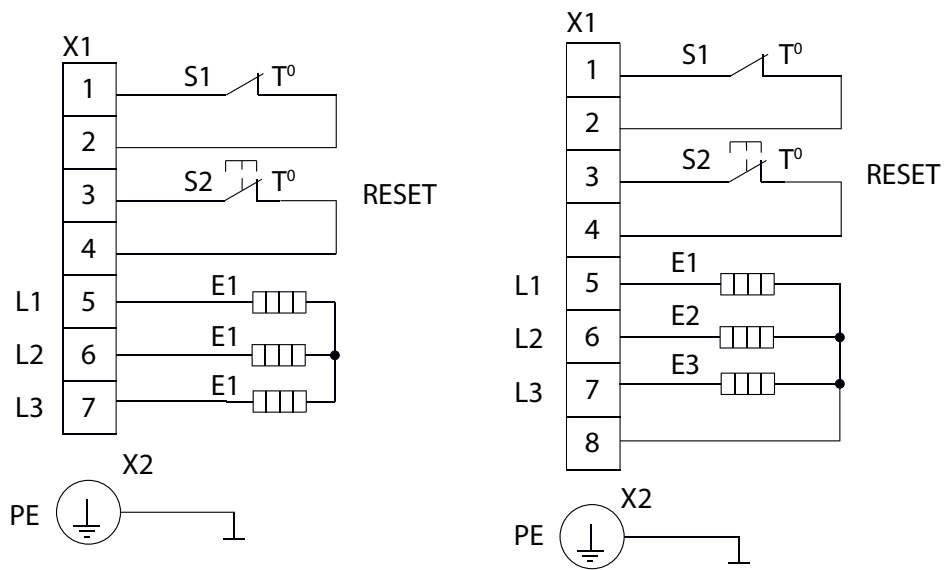 X1
1 S1 T⁰
2
3 S2 T⁰ RESET
4
L1 5 E1
L2 6 E1
L3 7 E1
X2
PE
X1
1 S1 T⁰
2
3 S2 T⁰ RESET
4
L1 5 E1
L2 6 E2
L3 7 E3
8
X2
PE